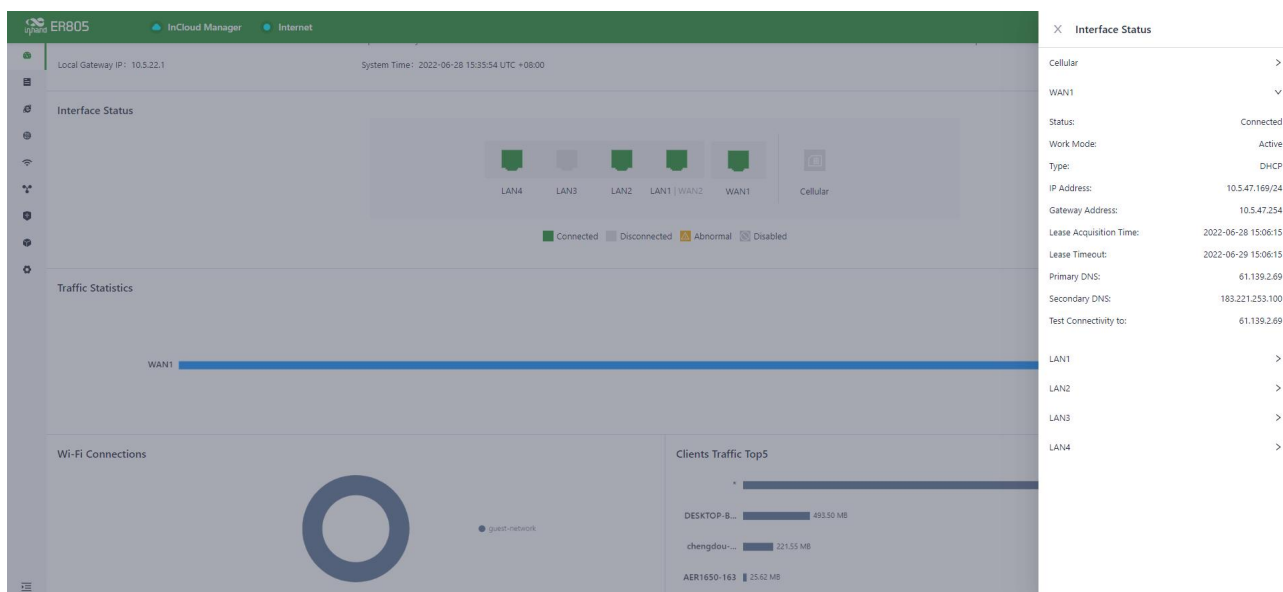 inhand ER805
InCloud Manager
Internet
Local Gateway IP: 10.5.22.1
System Time: 2022-06-28 15:35:54 UTC +08:00
Interface Status
LAN4
LAN3
LAN2
LAN1 | WAN2
WAN1
Cellular
Connected
Disconnected
Abnormal
Disabled
Traffic Statistics
WAN1
Wi-Fi Connections
guest-network
Clients Traffic Top5
*
DESKTOP-B... 493.50 MB
chengdou-... 221.55 MB
AER1650-163 25.62 MB
Interface Status
Cellular
WAN1
Status: Connected
Work Mode: Active
Type: DHCP
IP Address: 10.5.47.169/24
Gateway Address: 10.5.47.254
Lease Acquisition Time: 2022-06-28 15:06:15
Lease Timeout: 2022-06-29 15:06:15
Primary DNS: 61.139.2.69
Secondary DNS: 183.221.253.100
Test Connectivity to: 61.139.2.69
LAN1
LAN2
LAN3
LAN4